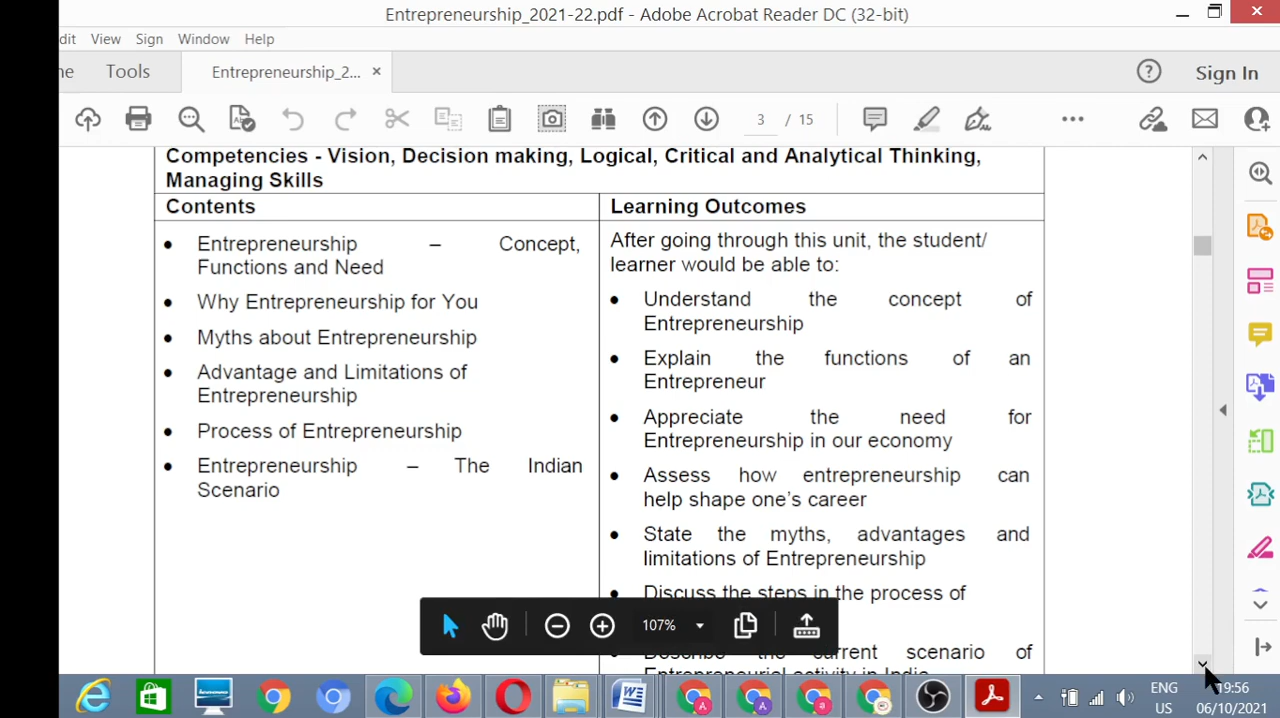 Entrepreneurship_2021-22.pdf - Adobe Acrobat Reader DC (32-bit)
dit View Sign Window Help
ne Tools Entrepreneurship_2... × Sign In
3 / 15
Competencies - Vision, Decision making, Logical, Critical and Analytical Thinking,
Managing Skills
Contents
• Entrepreneurship – Concept,
Functions and Need
• Why Entrepreneurship for You
• Myths about Entrepreneurship
• Advantage and Limitations of
Entrepreneurship
• Process of Entrepreneurship
• Entrepreneurship – The Indian
Scenario
Learning Outcomes
After going through this unit, the student/
learner would be able to:
• Understand the concept of
Entrepreneurship
• Explain the functions of an
Entrepreneur
• Appreciate the need for
Entrepreneurship in our economy
• Assess how entrepreneurship can
help shape one's career
• State the myths, advantages and
limitations of Entrepreneurship
• Discuss the steps in the process of
current scenario of
Entrepreneurial activity in India
107%
ENG 19:56
US 06/10/2021